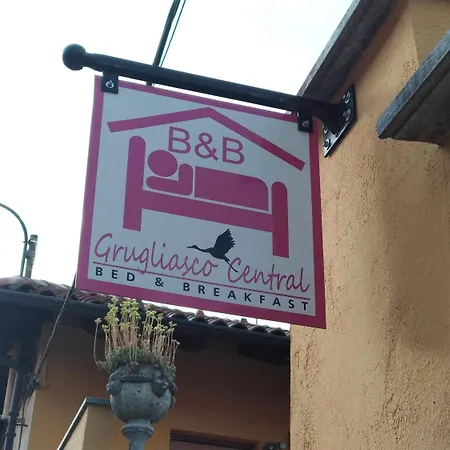 B&B
Grugliasco Central
BED & BREAKFAST